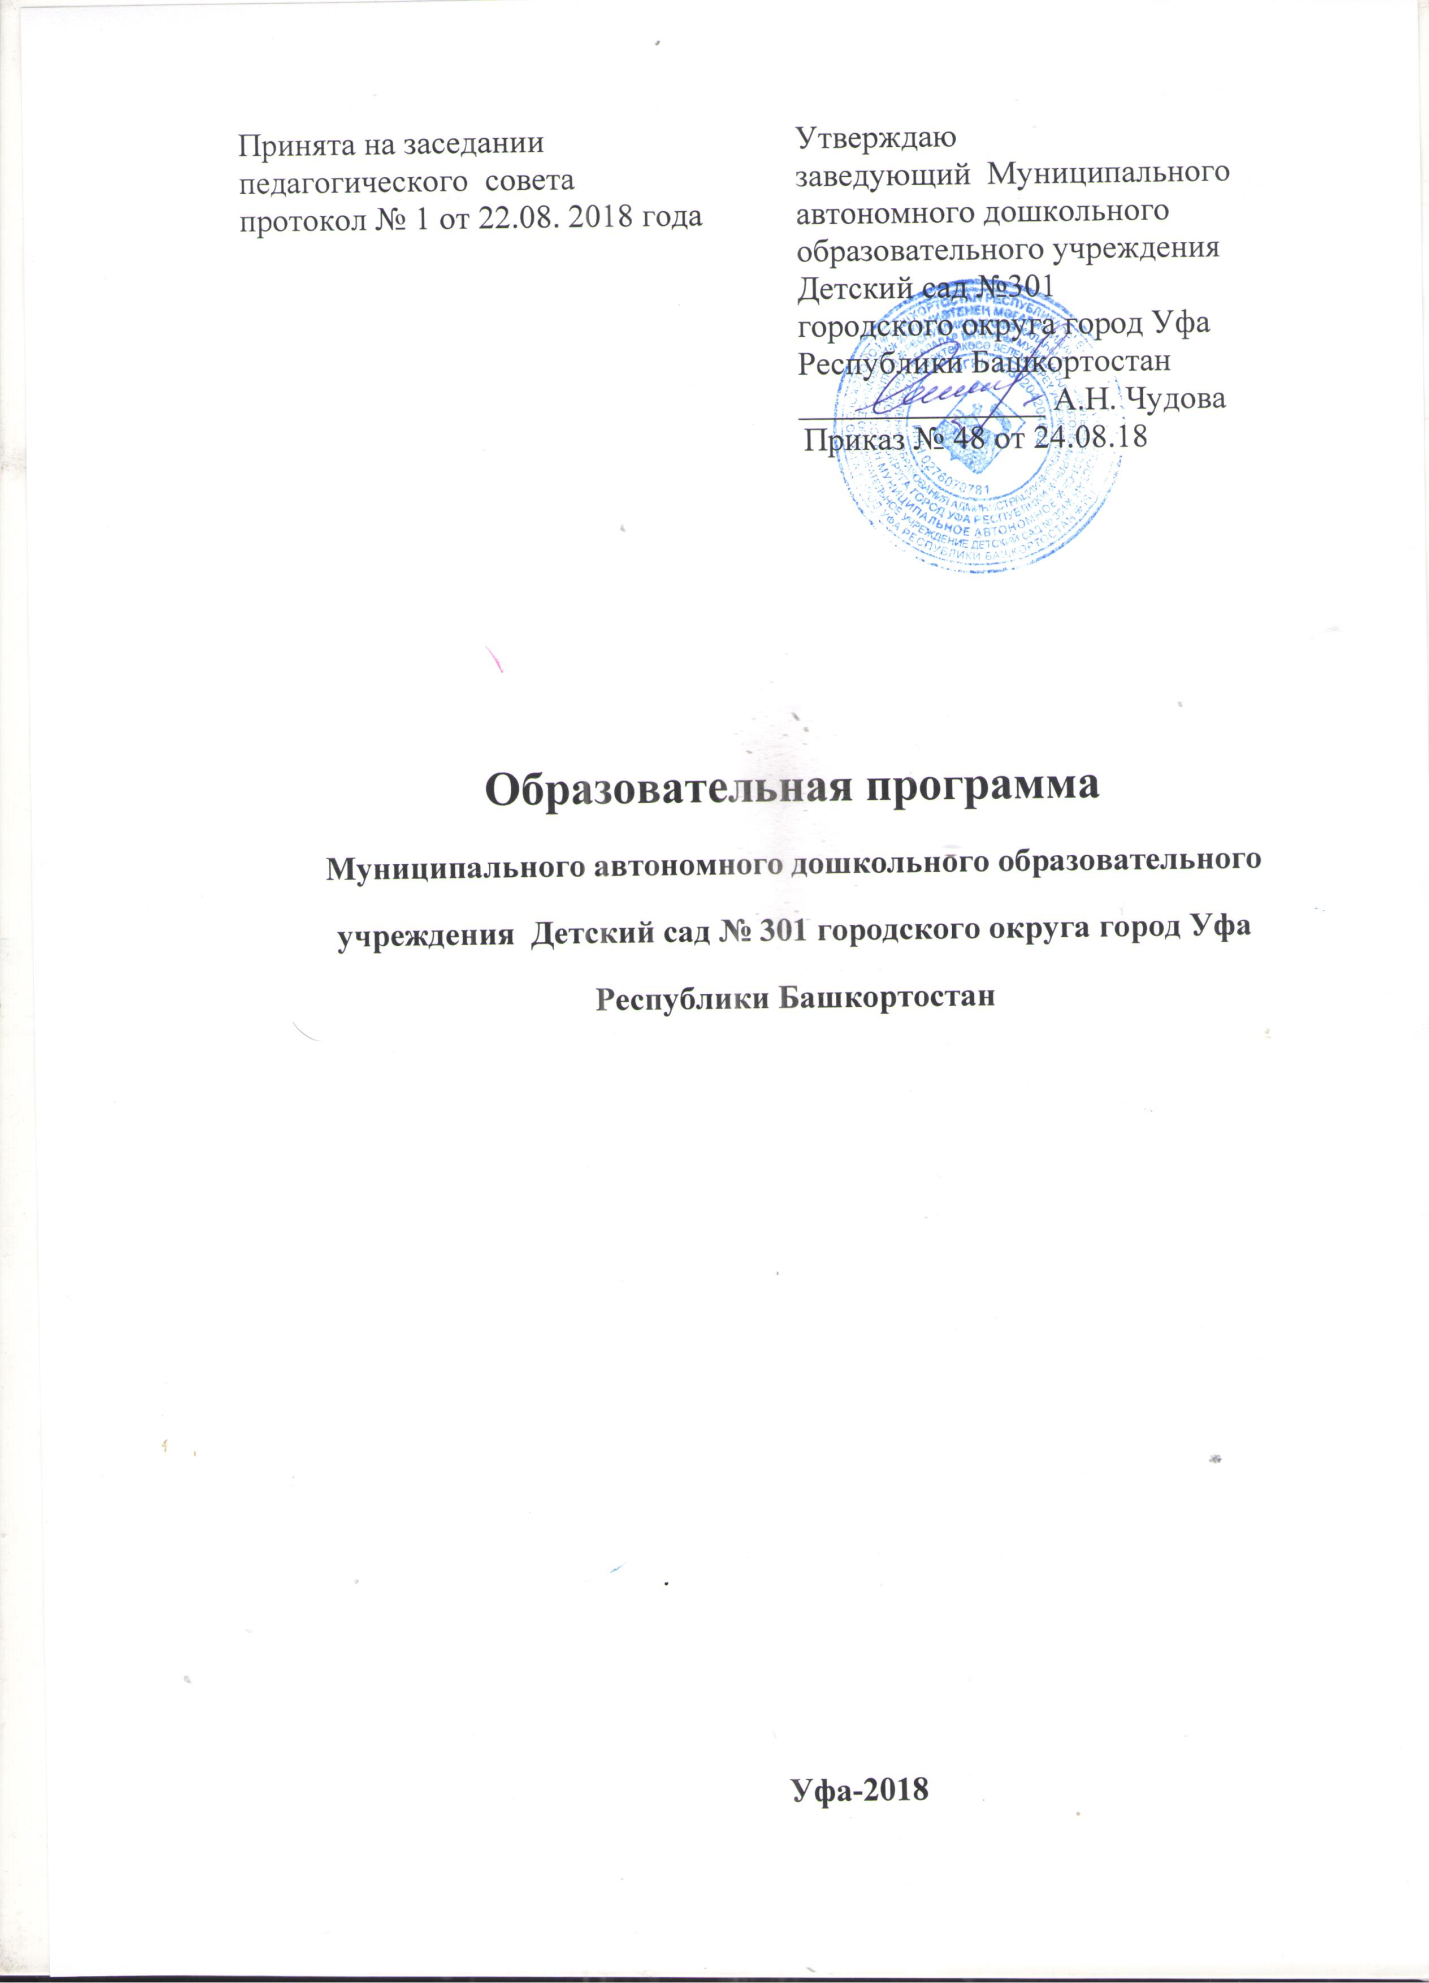 Принята на заседании
педагогического совета
протокол № 1 от 22.08. 2018 года
Утверждаю
заведующий Муниципального
автономного дошкольного
образовательного учреждения
Детский сад №301
городского округа город Уфа
Республики Башкортостан
А.Н. Чудова
Приказ № 48 от 24.08.18
0276070781
Образовательная программа
Муниципального автономного дошкольного образовательного
учреждения Детский сад № 301 городского округа город Уфа
Республики Башкортостан
Уфа-2018